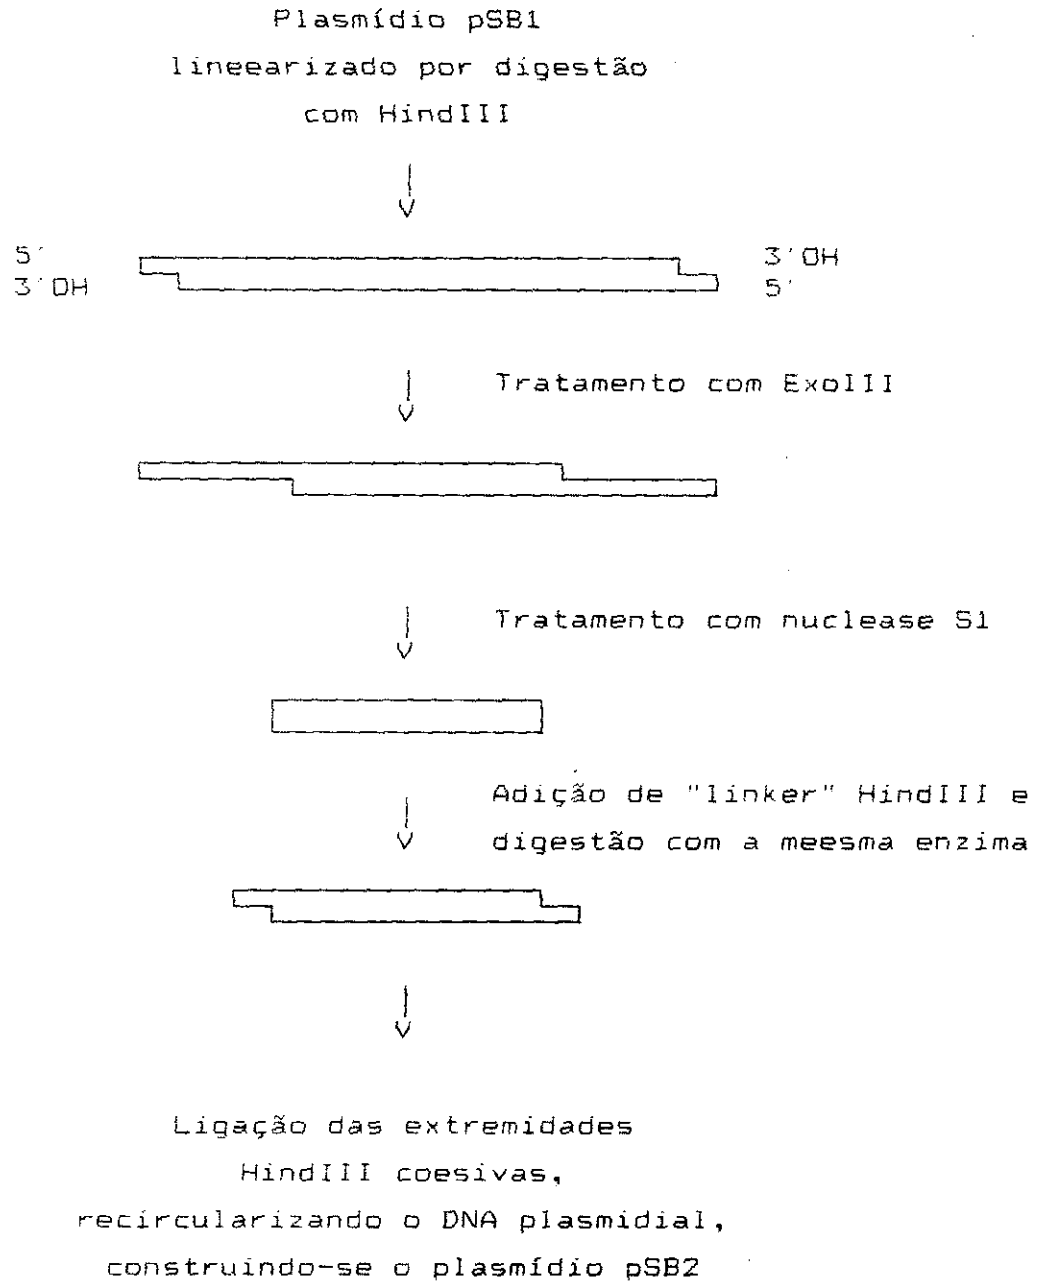 Plasmídio pSB1
lineearizado por digestão
com HindIII
5´
3´OH
3´OH
5´
Tratamento com ExoIII
Tratamento com nuclease S1
Adição de "linker" HindIII e
digestão com a meesma enzima
Ligação das extremidades
HindIII coesivas,
recircularizando o DNA plasmidial,
construindo-se o plasmídio pSB2